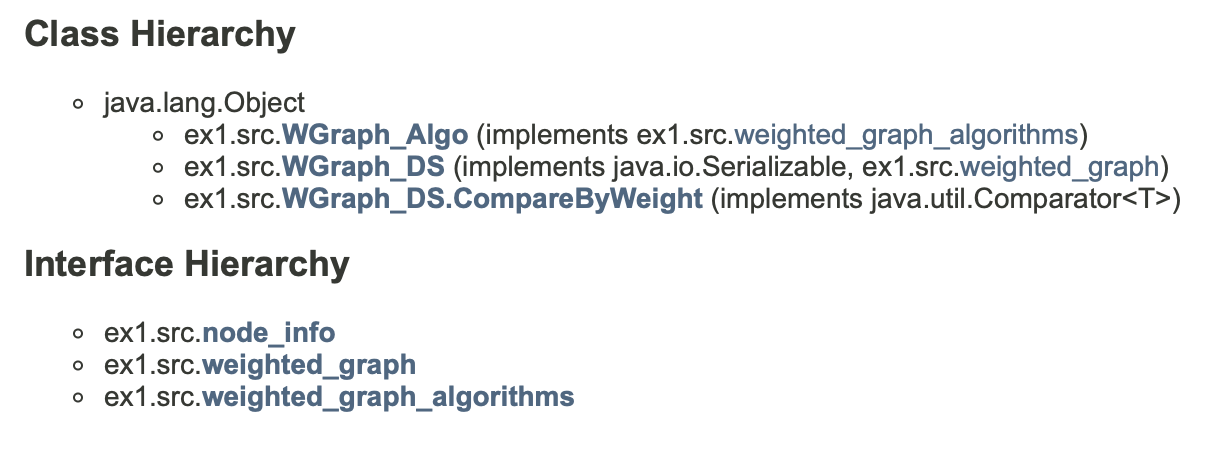 Class Hierarchy
java.lang.Object
ex1.src.WGraph_Algo (implements ex1.src.weighted_graph_algorithms)
ex1.src.WGraph_DS (implements java.io.Serializable, ex1.src.weighted_graph)
ex1.src.WGraph_DS.CompareByWeight (implements java.util.Comparator<T>)
Interface Hierarchy
ex1.src.node_info
ex1.src.weighted_graph
ex1.src.weighted_graph_algorithms